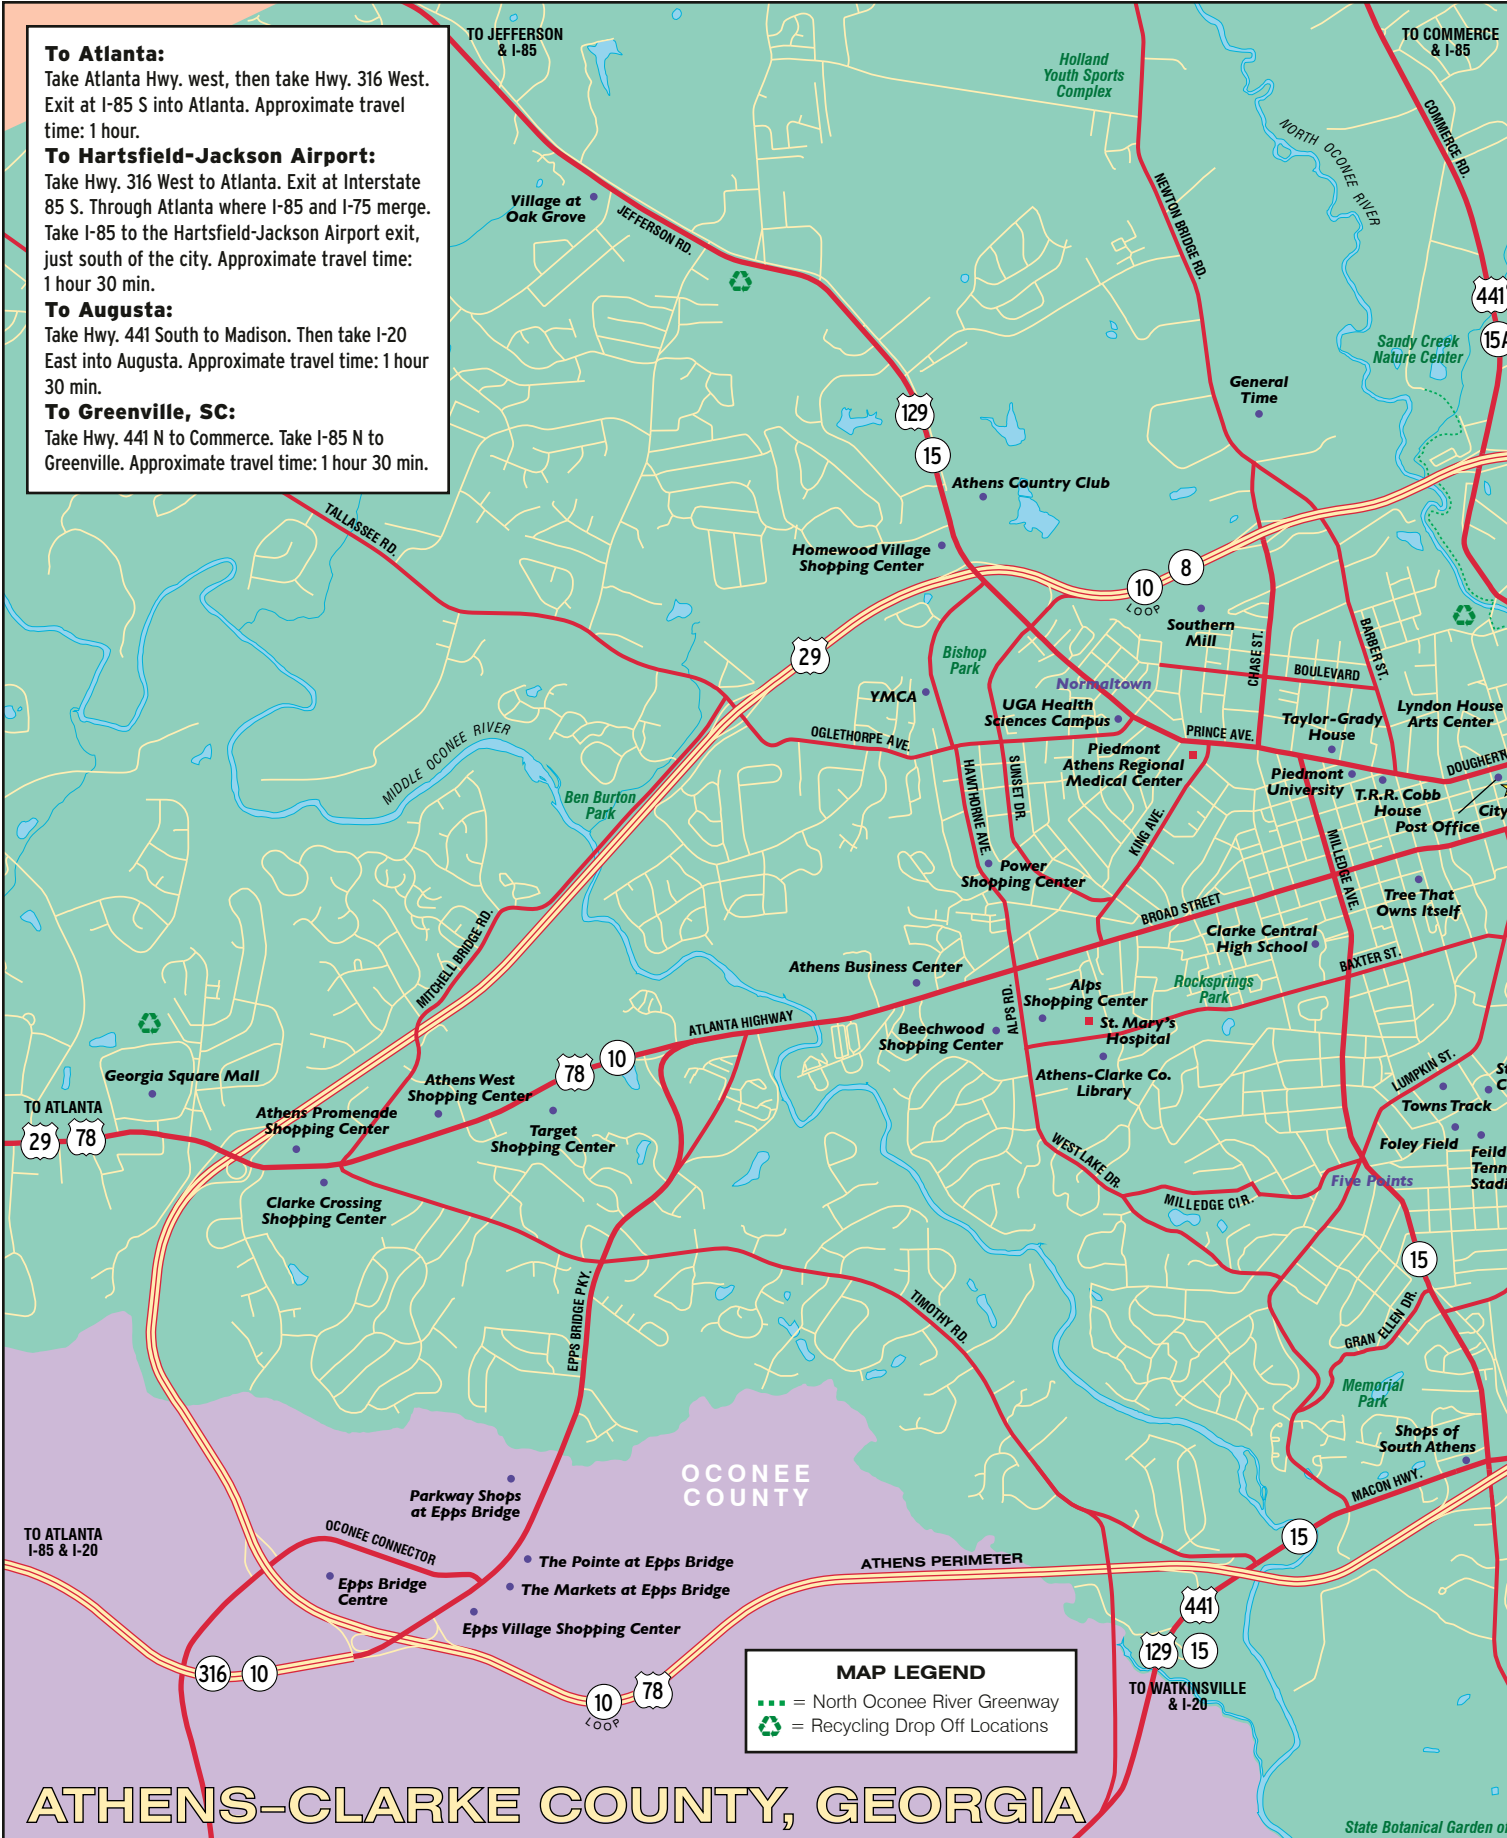 To Atlanta:
Take Atlanta Hwy. west, then take Hwy. 316 West.
Exit at I-85 S into Atlanta. Approximate travel
time: 1 hour.
To Hartsfield-Jackson Airport:
Take Hwy. 316 West to Atlanta. Exit at Interstate
85 S. Through Atlanta where I-85 and I-75 merge.
Take I-85 to the Hartsfield-Jackson Airport exit,
just south of the city. Approximate travel time:
1 hour 30 min.
To Augusta:
Take Hwy. 441 South to Madison. Then take I-20
East into Augusta. Approximate travel time: 1 hour
30 min.
To Greenville, SC:
Take Hwy. 441 N to Commerce. Take I-85 N to
Greenville. Approximate travel time: 1 hour 30 min.
TO JEFFERSON
& I-85
Holland
Youth Sports
Complex
TO COMMERCE
& I-85
COMMERCE RD.
NORTH OCONEE RIVER
NEWTON BRIDGE RD.
Village at
Oak Grove
JEFFERSON RD.
441
15A
Sandy Creek
Nature Center
General
Time
129
15
Athens Country Club
TALLASSEE RD.
Homewood Village
Shopping Center
8
10
LOOP
Southern
Mill
29
Bishop
Park
CHASE ST.
BARBER ST.
BOULEVARD
Normaltown
YMCA
UGA Health
Sciences Campus
Lyndon House
Arts Center
Taylor-Grady
House
PRINCE AVE.
OGLETHORPE AVE.
MIDDLE OCONEE RIVER
Piedmont
Athens Regional
Medical Center
DOUGHERT
Piedmont
University
T.R.R. Cobb
House
City
Post Office
Ben Burton
Park
HAWTHORNE AVE.
SUNSET DR.
KING AVE.
MILLEDGE AVE.
Power
Shopping Center
Tree That
Owns Itself
BROAD STREET
Clarke Central
High School
BAXTER ST.
MITCHELL BRIDGE RD.
Athens Business Center
Rocksprings
Park
Alps
Shopping Center
ALPS RD.
ATLANTA HIGHWAY
Beechwood
Shopping Center
St. Mary's
Hospital
10
78
Georgia Square Mall
Athens West
Shopping Center
Athens-Clarke Co.
Library
LUMPKIN ST.
St
C
Towns Track
TO ATLANTA
29
78
Athens Promenade
Shopping Center
Target
Shopping Center
Foley Field
Feild
Tenn
Stadi
WEST LAKE DR.
Five Points
MILLEDGE CIR.
Clarke Crossing
Shopping Center
15
EPPS BRIDGE PKY.
TIMOTHY RD.
GRAN ELLEN DR.
Memorial
Park
Shops of
South Athens
OCONEE
COUNTY
Parkway Shops
at Epps Bridge
MACON HWY.
TO ATLANTA
I-85 & I-20
OCONEE CONNECTOR
15
The Pointe at Epps Bridge
ATHENS PERIMETER
Epps Bridge
Centre
The Markets at Epps Bridge
441
Epps Village Shopping Center
129
15
316
10
10
LOOP
78
TO WATKINSVILLE
& I-20
MAP LEGEND
= North Oconee River Greenway
= Recycling Drop Off Locations
ATHENS-CLARKE COUNTY, GEORGIA
State Botanical Garden o